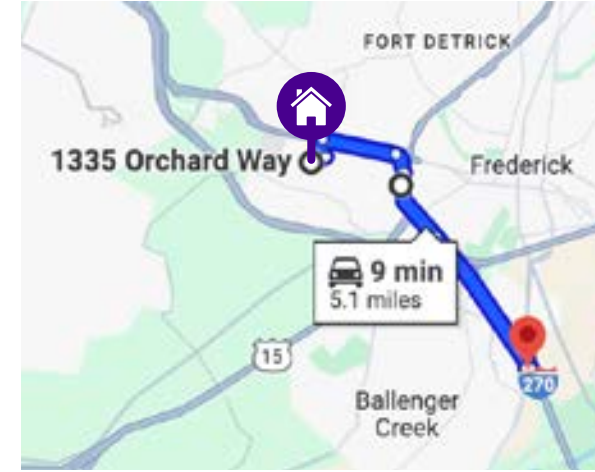 FORT DETRICK
1335 Orchard Way
Frederick
9 min
5.1 miles
15
270
Ballenger
Creek